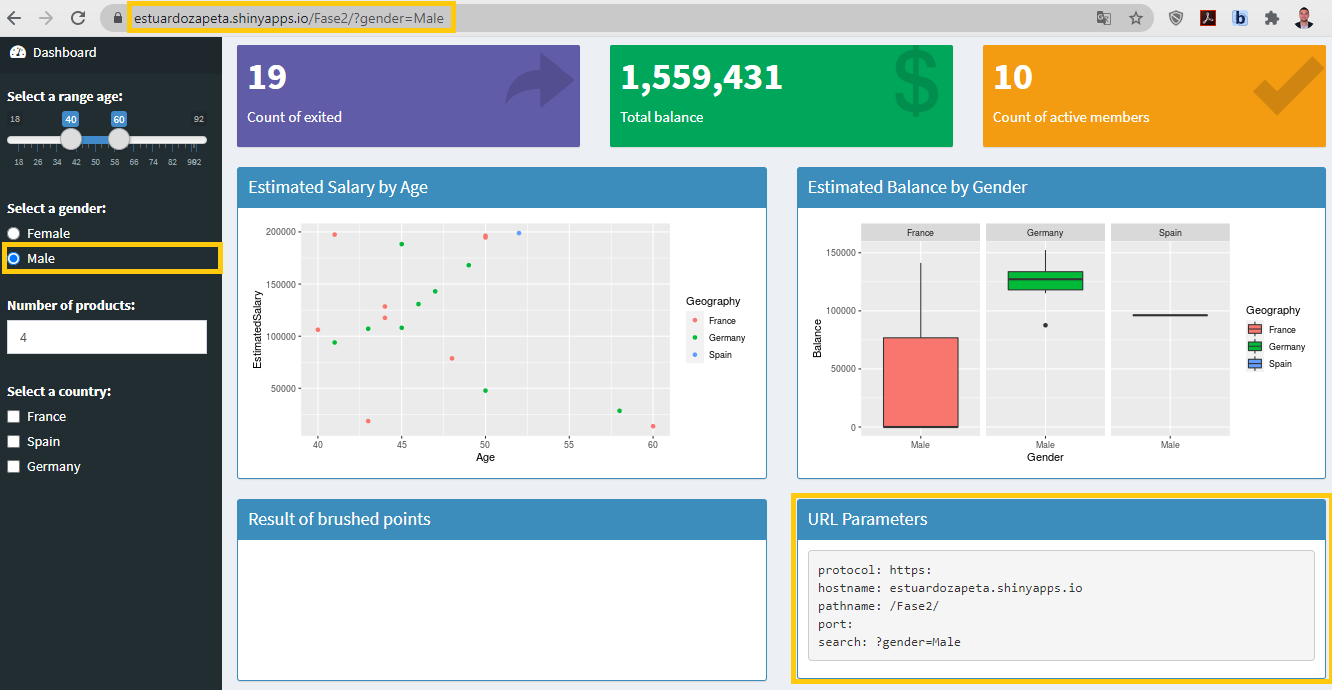 estuardozapeta.shinyapps.io/Fase2/?gender=Male
Dashboard
Select a range age:
18 40 60 92
18 26 34 42 50 58 66 74 82 90 92
Select a gender:
Female
Male
Number of products:
4
Select a country:
France
Spain
Germany
19
Count of exited
1,559,431
Total balance
$
10
Count of active members
Estimated Salary by Age
200000
150000
100000
50000
EstimatedSalary
40 45 50 55 60
Age
Geography
France
Germany
Spain
Estimated Balance by Gender
France Germany Spain
150000
100000
50000
0
Balance
Male Male Male
Gender
Geography
France
Germany
Spain
Result of brushed points
URL Parameters
protocol: https:
hostname: estuardozapeta.shinyapps.io
pathname: /Fase2/
port:
search: ?gender=Male